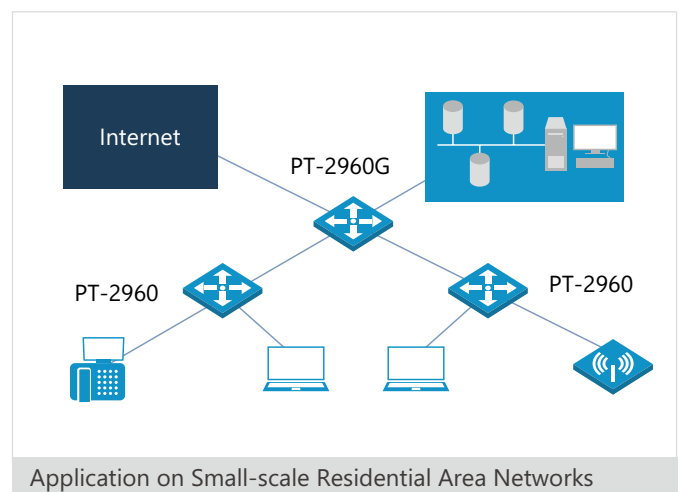 Internet
PT-2960G
PT-2960
PT-2960
Application on Small-scale Residential Area Networks